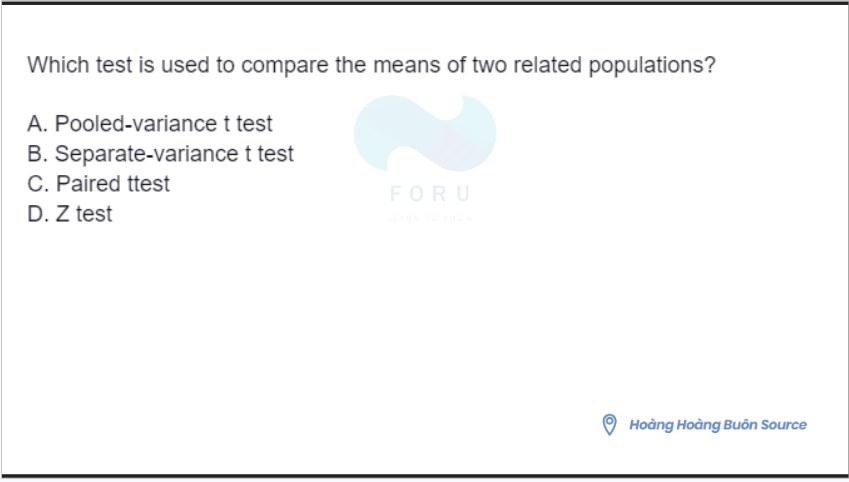 Which test is used to compare the means of two related populations?
A. Pooled-variance t test
B. Separate-variance t test
C. Paired ttest
D. Z test
FORU
Hoàng Hoàng Buôn Source